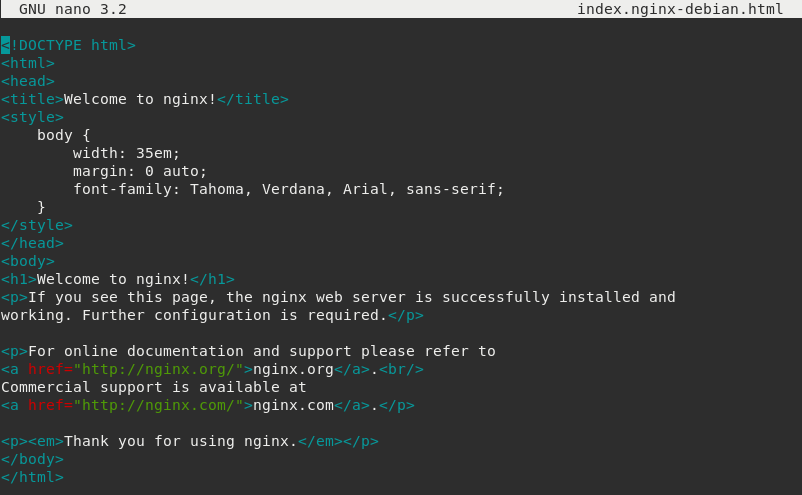 GNU nano 3.2 index.nginx-debian.html
<!DOCTYPE html>
<html>
<head>
<title>Welcome to nginx!</title>
<style>
    body {
        width: 35em;
        margin: 0 auto;
        font-family: Tahoma, Verdana, Arial, sans-serif;
    }
</style>
</head>
<body>
<h1>Welcome to nginx!</h1>
<p>If you see this page, the nginx web server is successfully installed and
working. Further configuration is required.</p>

<p>For online documentation and support please refer to
<a href="http://nginx.org/">nginx.org</a>.<br/>
Commercial support is available at
<a href="http://nginx.com/">nginx.com</a>.</p>

<p><em>Thank you for using nginx.</em></p>
</body>
</html>